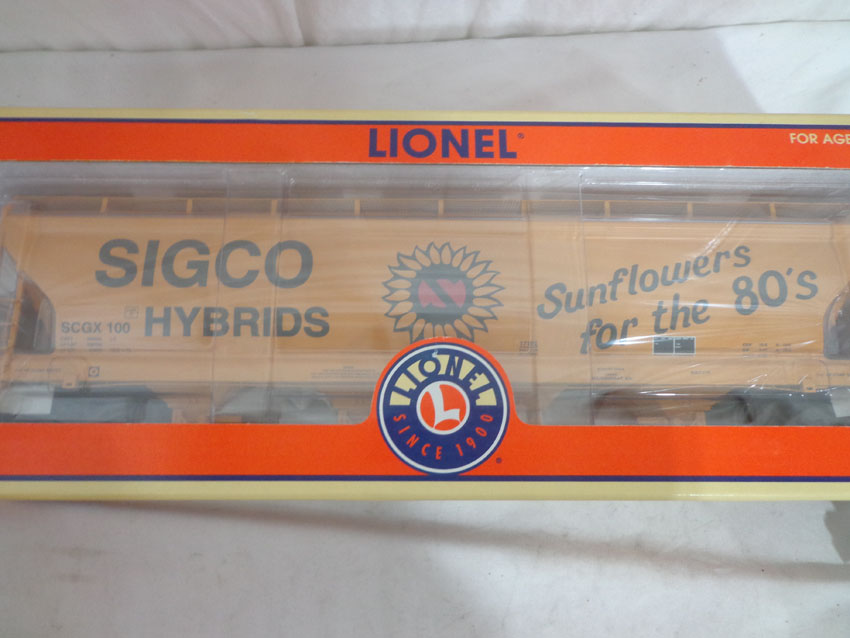 LIONEL®
FOR AGE
SIGCO
HYBRIDS
SCGX 100
Sunflowers
for the 80's
LIONEL
L
SINCE 1900